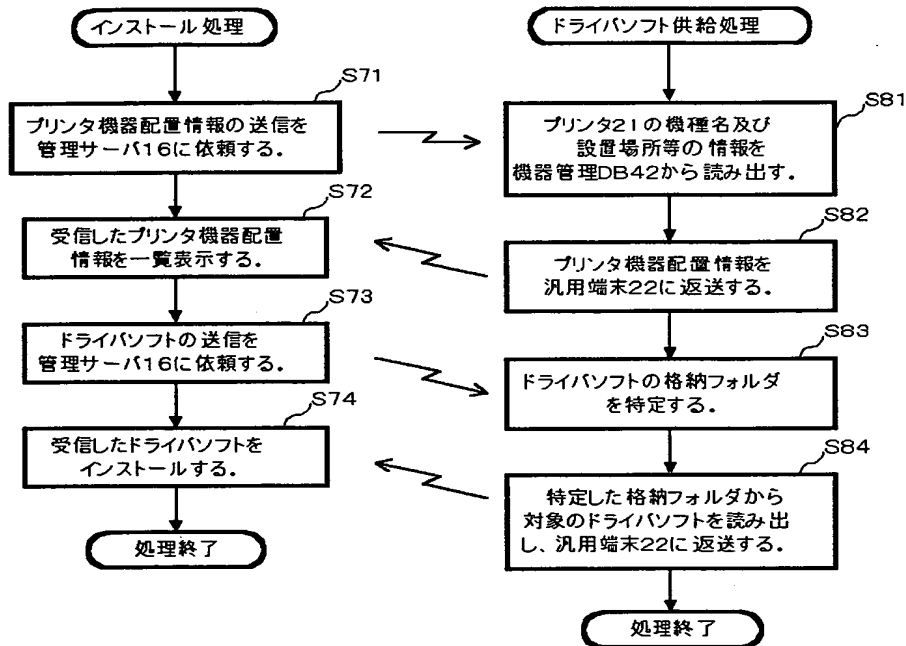 インストール処理
S71
プリンタ機器配置情報の送信を
管理サーバ16に依頼する。
S72
受信したプリンタ機器配置
情報を一覧表示する。
S73
ドライバソフトの送信を
管理サーバ16に依頼する。
S74
受信したドライバソフトを
インストールする。
処理終了
ドライバソフト供給処理
S81
プリンタ21の機種名及び
設置場所等の情報を
機器管理DB42から読み出す。
S82
プリンタ機器配置情報を
汎用端末22に返送する。
S83
ドライバソフトの格納フォルダ
を特定する。
S84
特定した格納フォルダから
対象のドライバソフトを読み出
し、汎用端末22に返送する。
処理終了